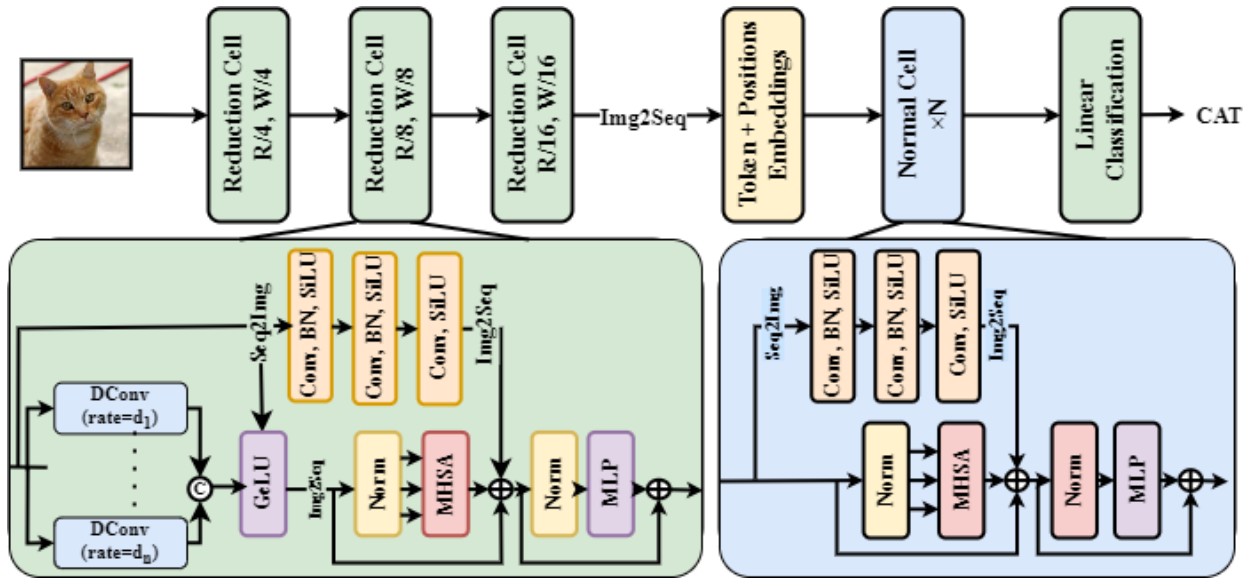 Reduction Cell
R/4, W/4
Reduction Cell
R/8, W/8
Reduction Cell
R/16, W/16
Img2Seq
Token + Positions
Embeddings
Normal Cell
×N
Linear
Classification
CAT
Seq2Img
Conv, BN, SiLU
Conv, BN, SiLU
Conv, SiLU
Img2Seq
DConv
(rate=d1)
C
DConv
(rate=dn)
GeLU
Img2Seq
Norm
MHSA
Norm
MLP
Seq2Img
Conv, BN, SiLU
Conv, BN, SiLU
Conv, SiLU
Img2Seq
Norm
MHSA
Norm
MLP